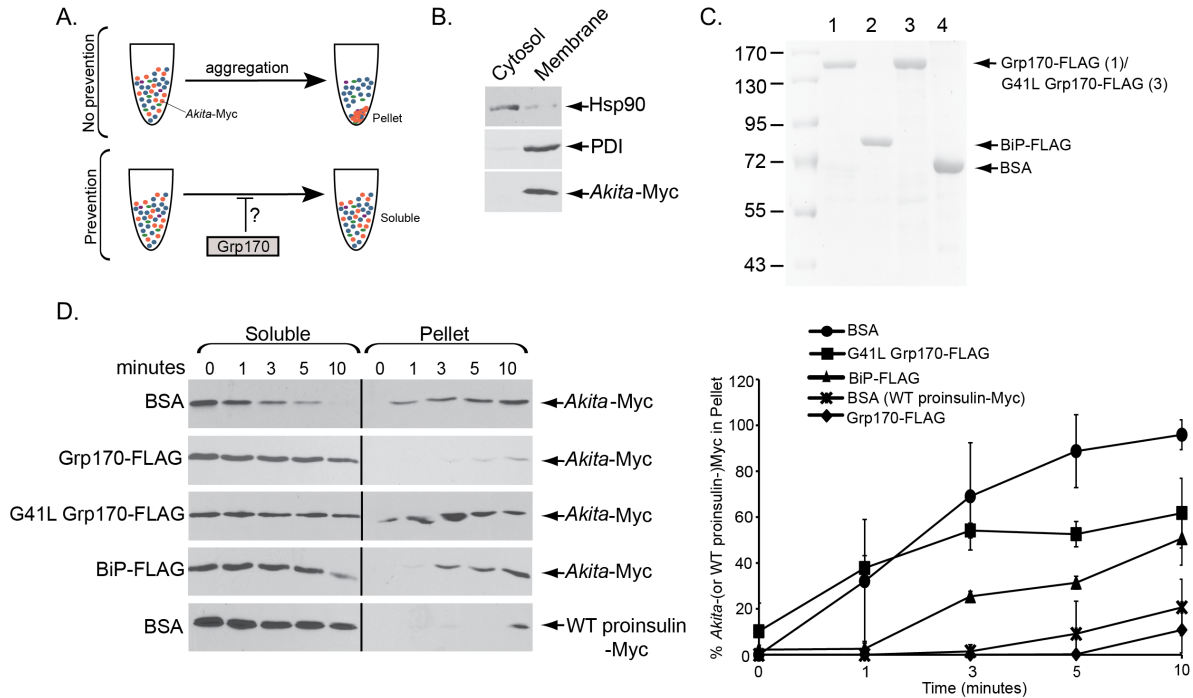 A.
No prevention
aggregation
Akita-Myc
Pellet
Prevention
?
Grp170
Soluble
B.
Cytosol
Membrane
Hsp90
PDI
Akita-Myc
C.
1 2 3 4
170
130
95
72
55
43
Grp170-FLAG (1)/
G41L Grp170-FLAG (3)
BiP-FLAG
BSA
D.
Soluble Pellet
minutes 0 1 3 5 10 0 1 3 5 10
BSA Akita-Myc
Grp170-FLAG Akita-Myc
G41L Grp170-FLAG Akita-Myc
BiP-FLAG Akita-Myc
BSA WT proinsulin
-Myc
BSA
G41L Grp170-FLAG
BiP-FLAG
BSA (WT proinsulin-Myc)
Grp170-FLAG
% Akita-(or WT proinsulin-)Myc in Pellet
120
100
80
60
40
20
0
0 1 3 5 10
Time (minutes)